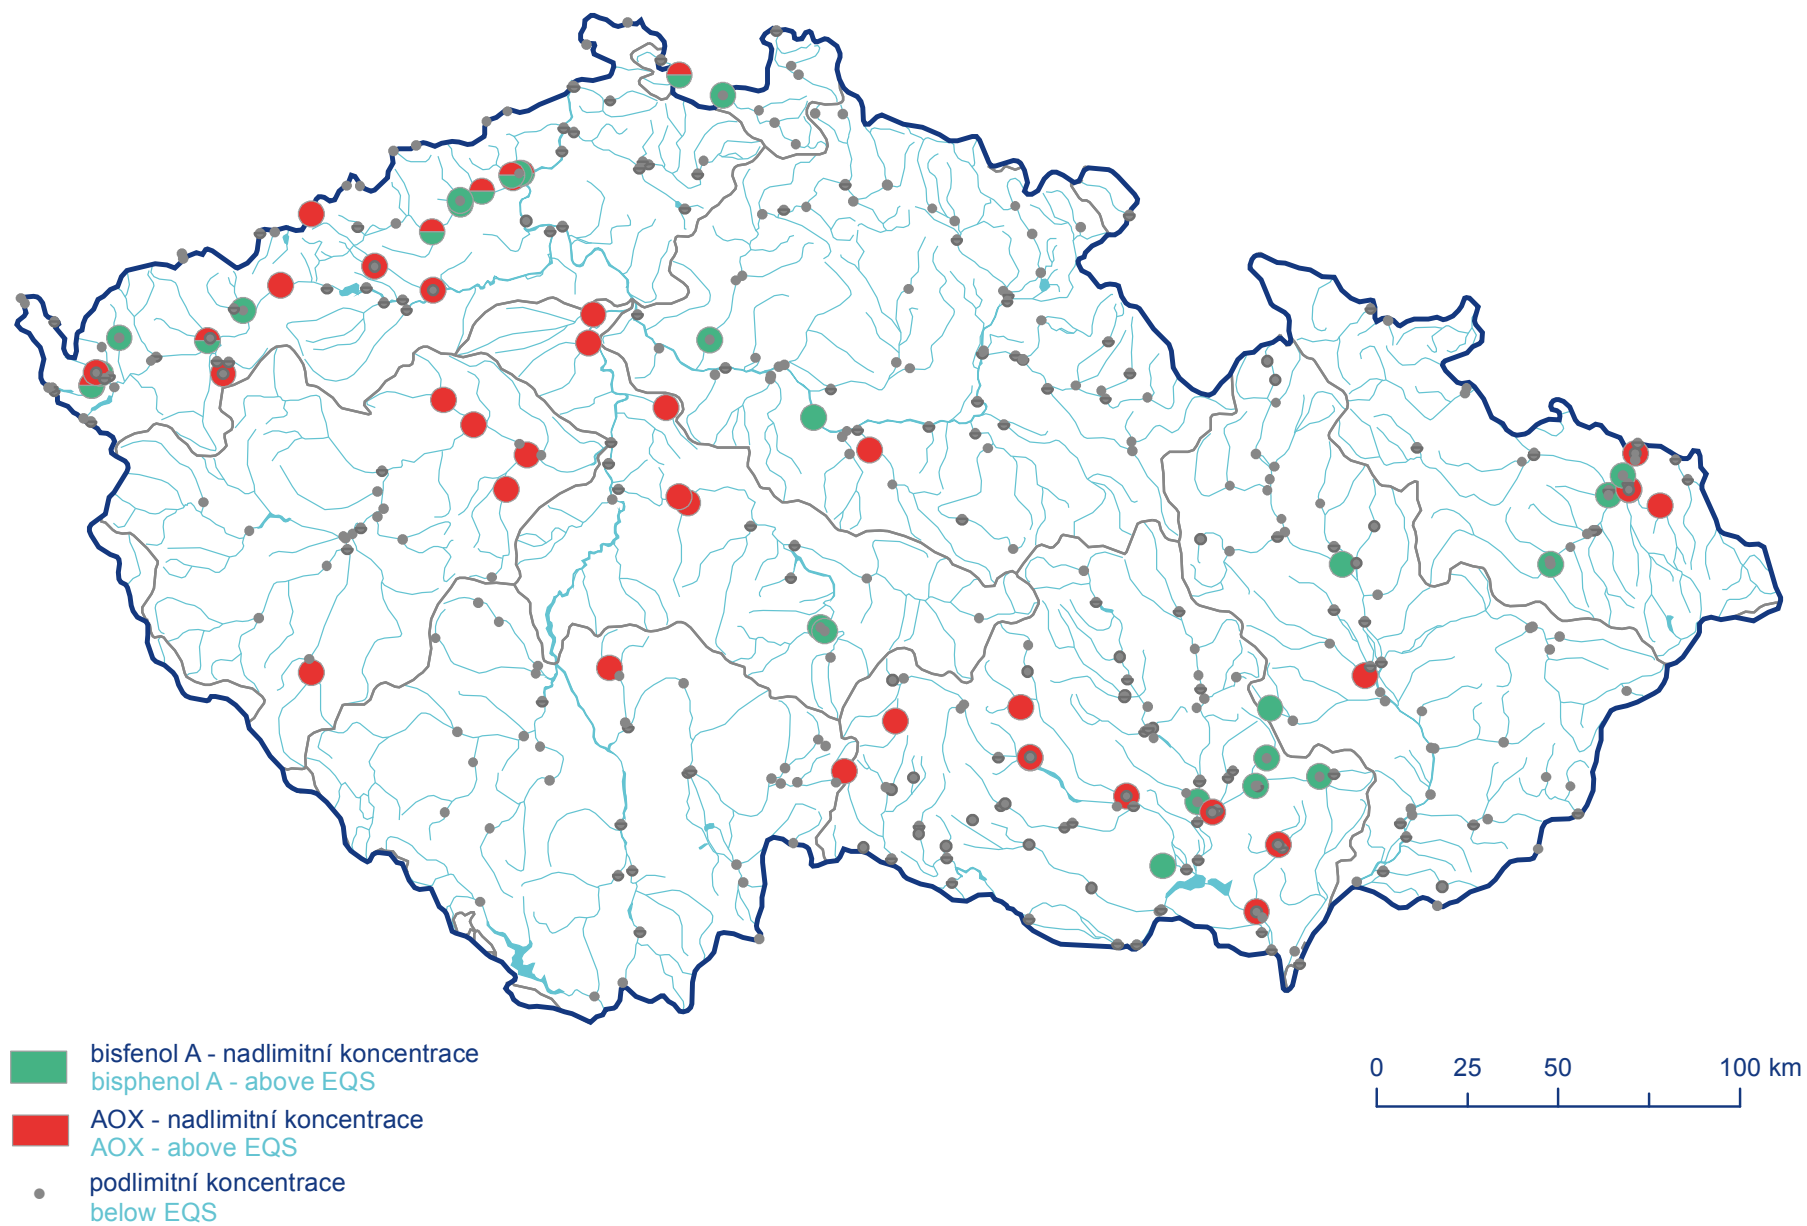 bisfenol A - nadlimitní koncentrace
bisphenol A - above EQS
AOX - nadlimitní koncentrace
AOX - above EQS
podlimitní koncentrace
below EQS
0 25 50 100 km